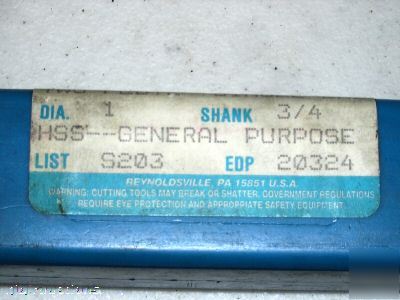 DIA. 1 SHANK 3/4
HSS--GENERAL PURPOSE
LIST S203 EDP 20324
REYNOLDSVILLE, PA 15851 U.S.A.
WARNING: CUTTING TOOLS MAY BREAK OR SHATTER. GOVERNMENT REGULATIONS
REQUIRE EYE PROTECTION AND APPROPRIATE SAFETY EQUIPMENT.